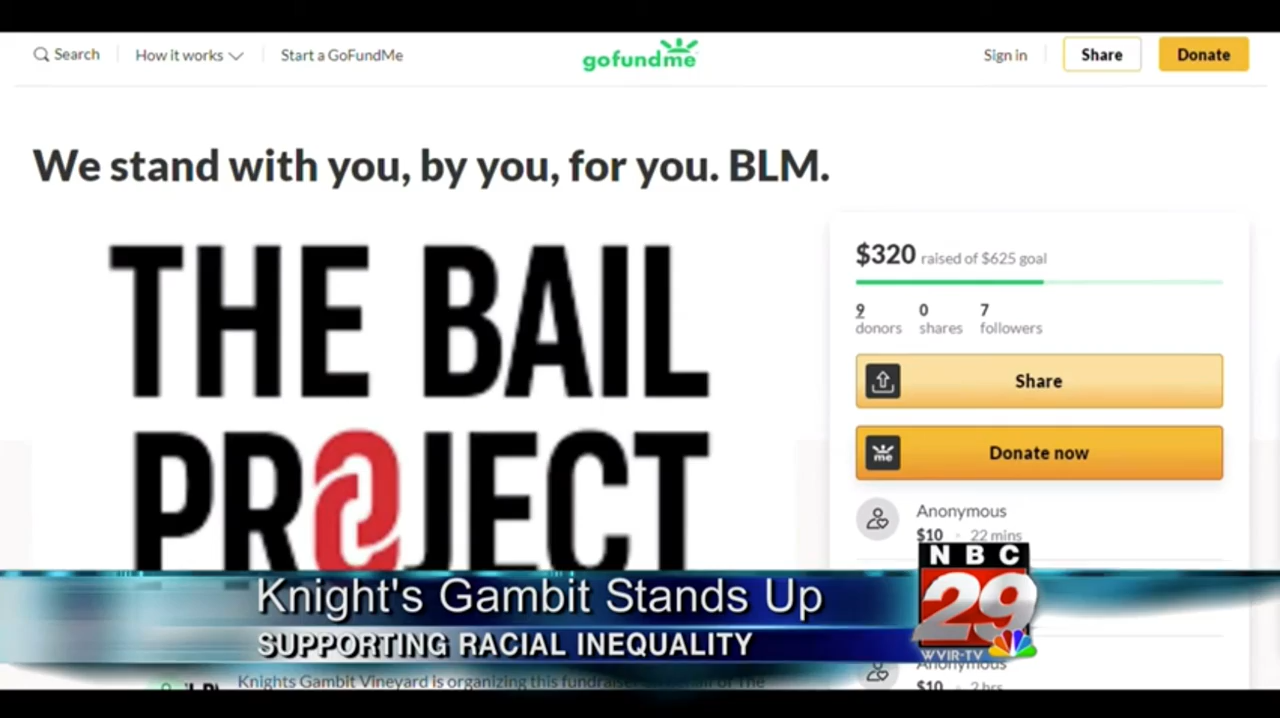 Search
How it works
Start a GoFundMe
gofundme
Sign in
Share
Donate
We stand with you, by you, for you. BLM.
THE BAIL
PROJECT
$320 raised of $625 goal
9 0 7
donors shares followers
Share
me Donate now
Anonymous
$10 · 22 mins
NBC
29
WVIR-TV
Knight's Gambit Stands Up
SUPPORTING RACIAL INEQUALITY
Anonymous
$10 · 2 hrs
Knights Gambit Vineyard is organizing this fundraise